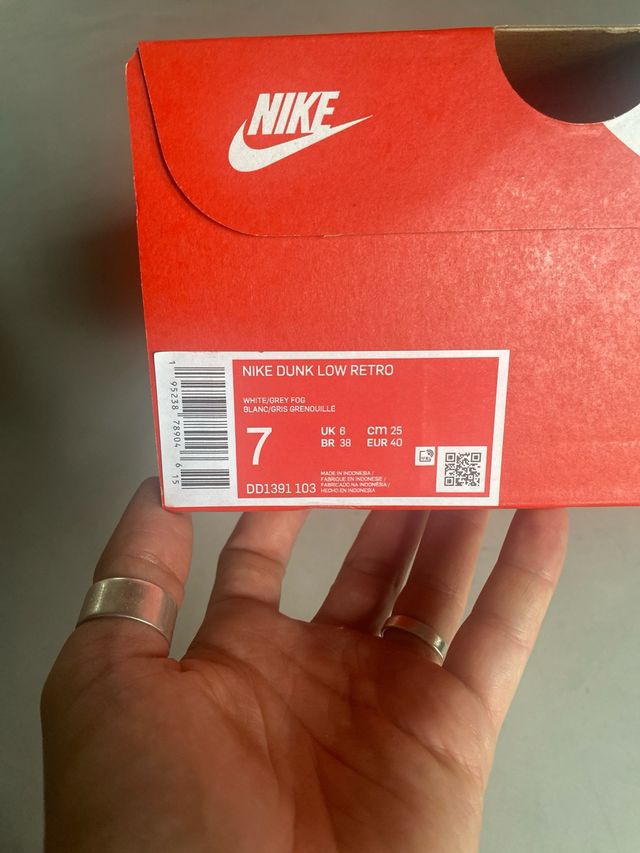 NIKE
NIKE DUNK LOW RETRO
WHITE/GREY FOG
BLANC/GRIS GRENOUILLE
7
UK 6 cm 25
BR 38 EUR 40
DD1391 103
MADE IN INDONESIA /
FABRIQUE EN INDONESIE /
FABRICADO NA INDONÉSIA /
HECHO EN INDONESIA
1 95238 78904 6 15